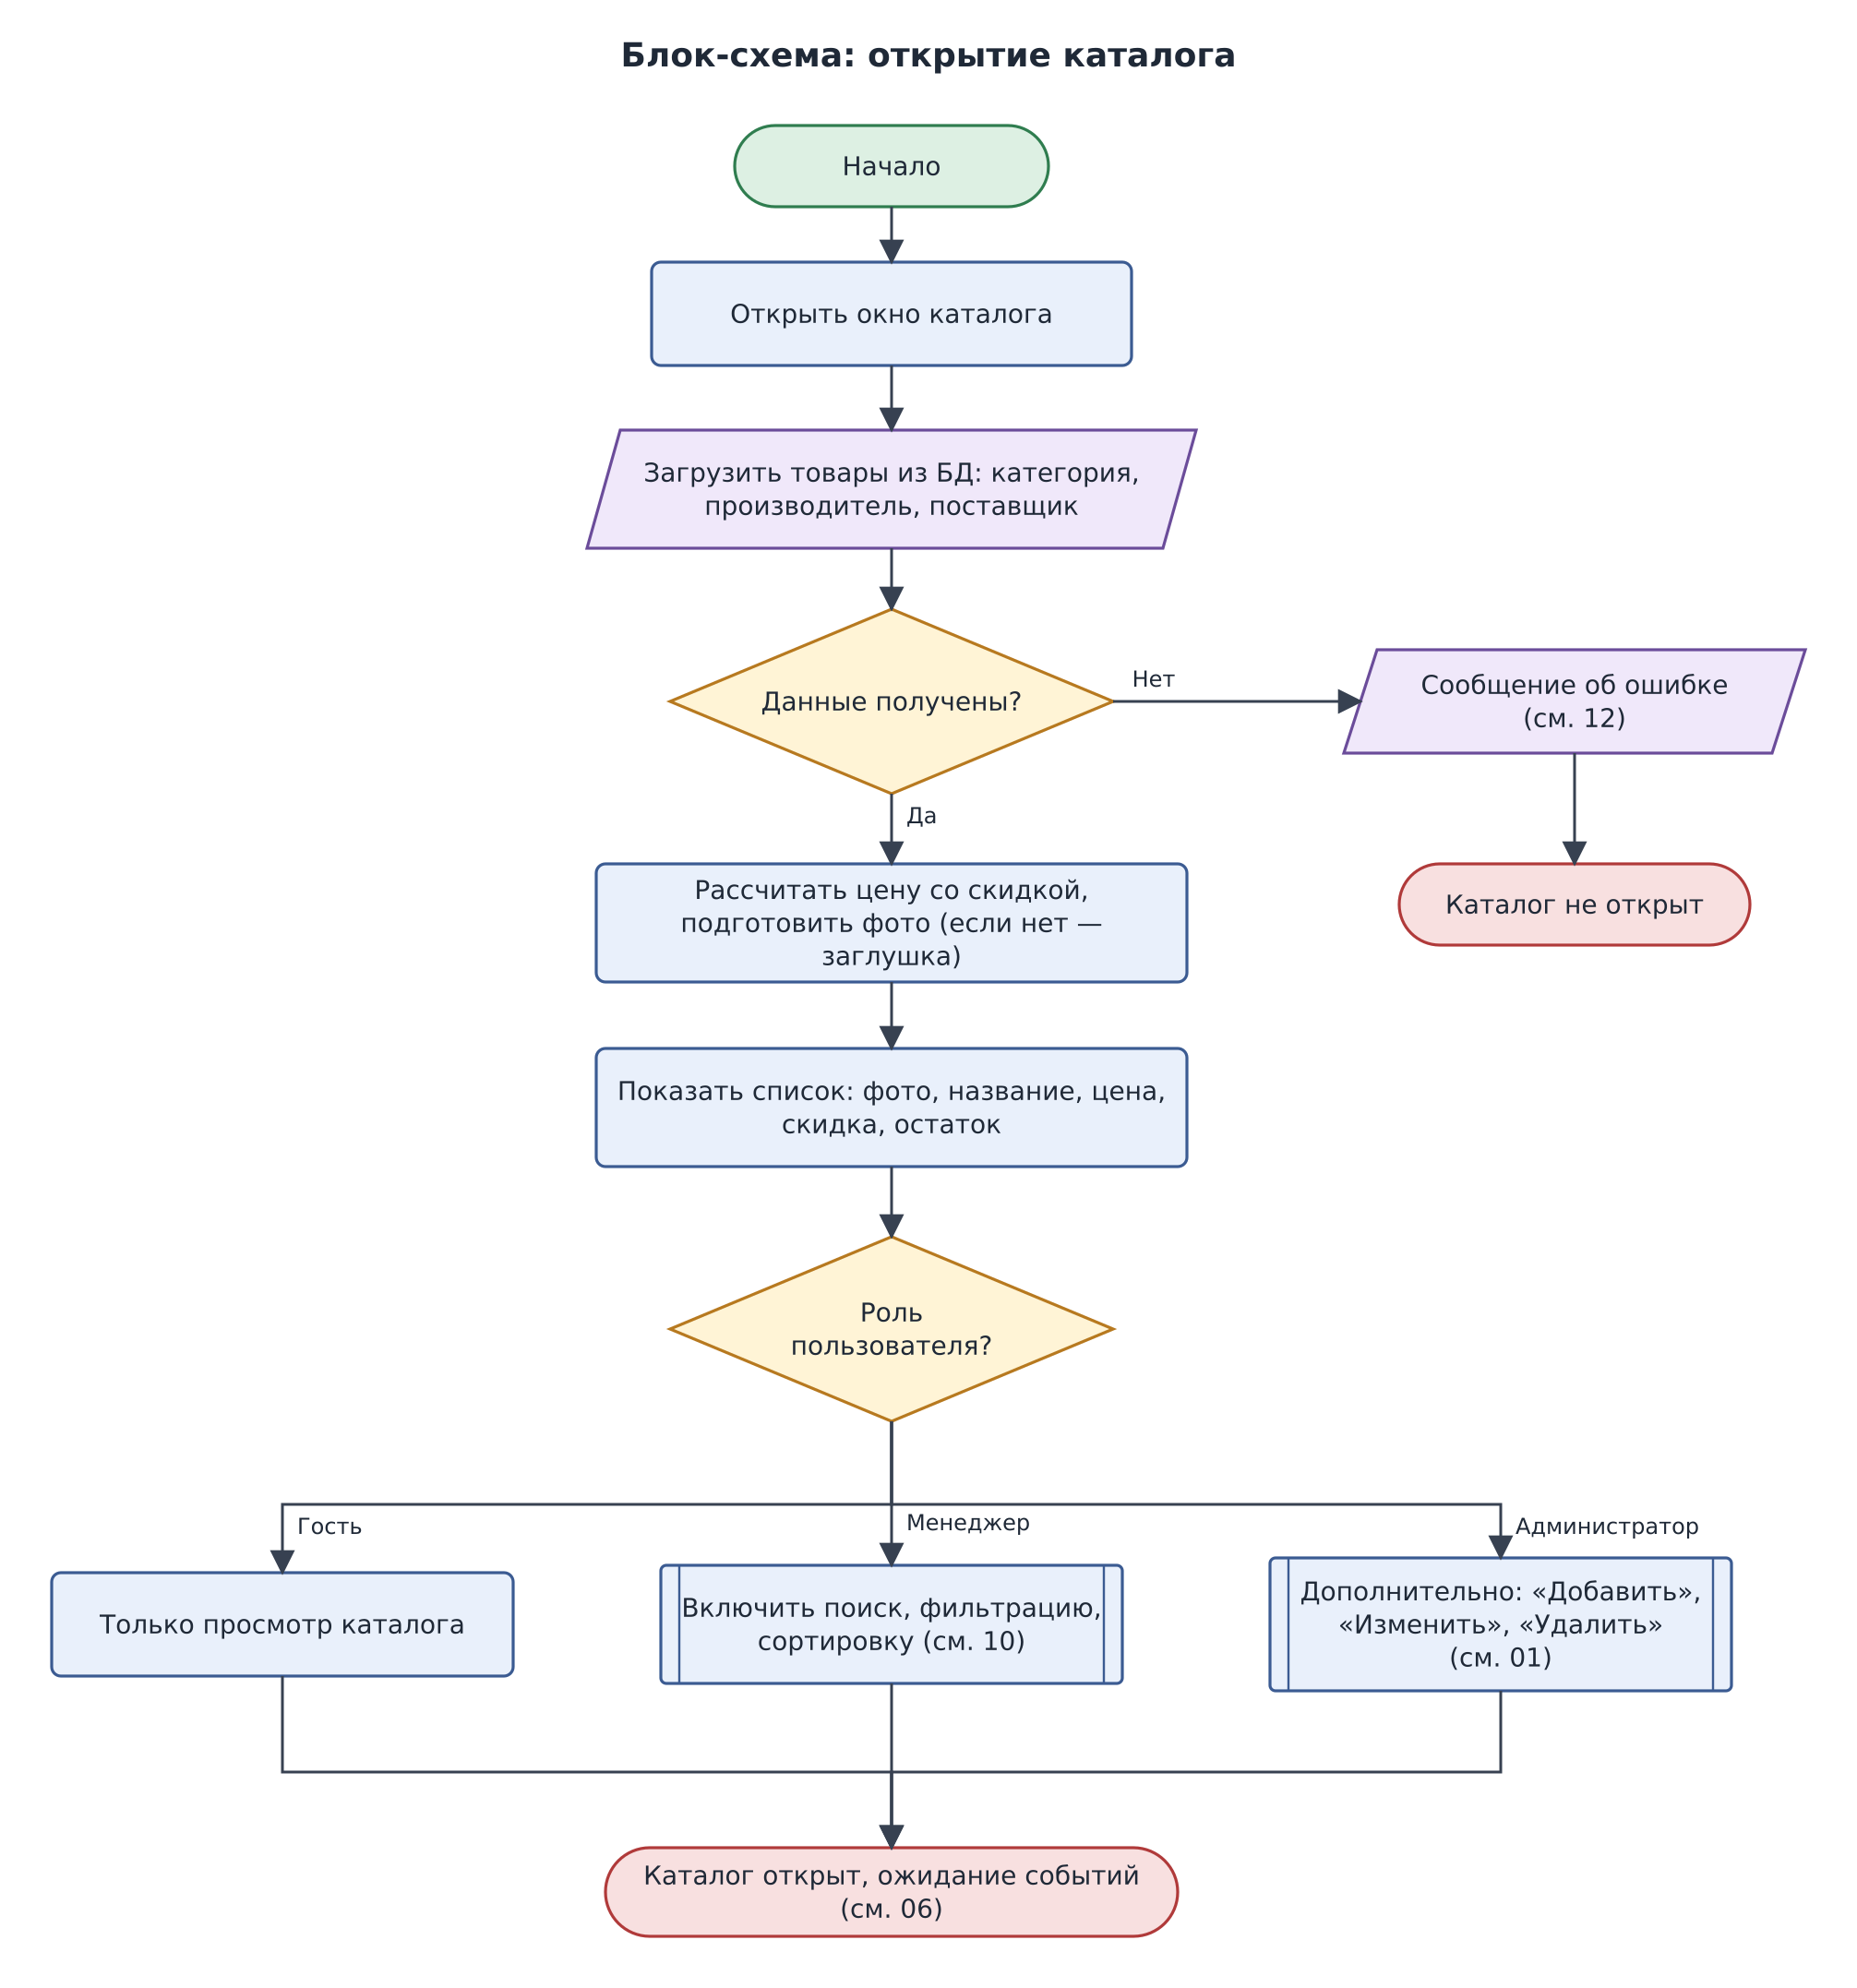 Блок-схема: открытие каталога
Начало
Открыть окно каталога
Загрузить товары из БД: категория,
производитель, поставщик
Данные получены?
Нет
Сообщение об ошибке
(см. 12)
Да
Рассчитать цену со скидкой,
подготовить фото (если нет —
заглушка)
Каталог не открыт
Показать список: фото, название, цена,
скидка, остаток
Роль
пользователя?
Гость
Менеджер
Администратор
Только просмотр каталога
Включить поиск, фильтрацию,
сортировку (см. 10)
Дополнительно: «Добавить»,
«Изменить», «Удалить»
(см. 01)
Каталог открыт, ожидание событий
(см. 06)